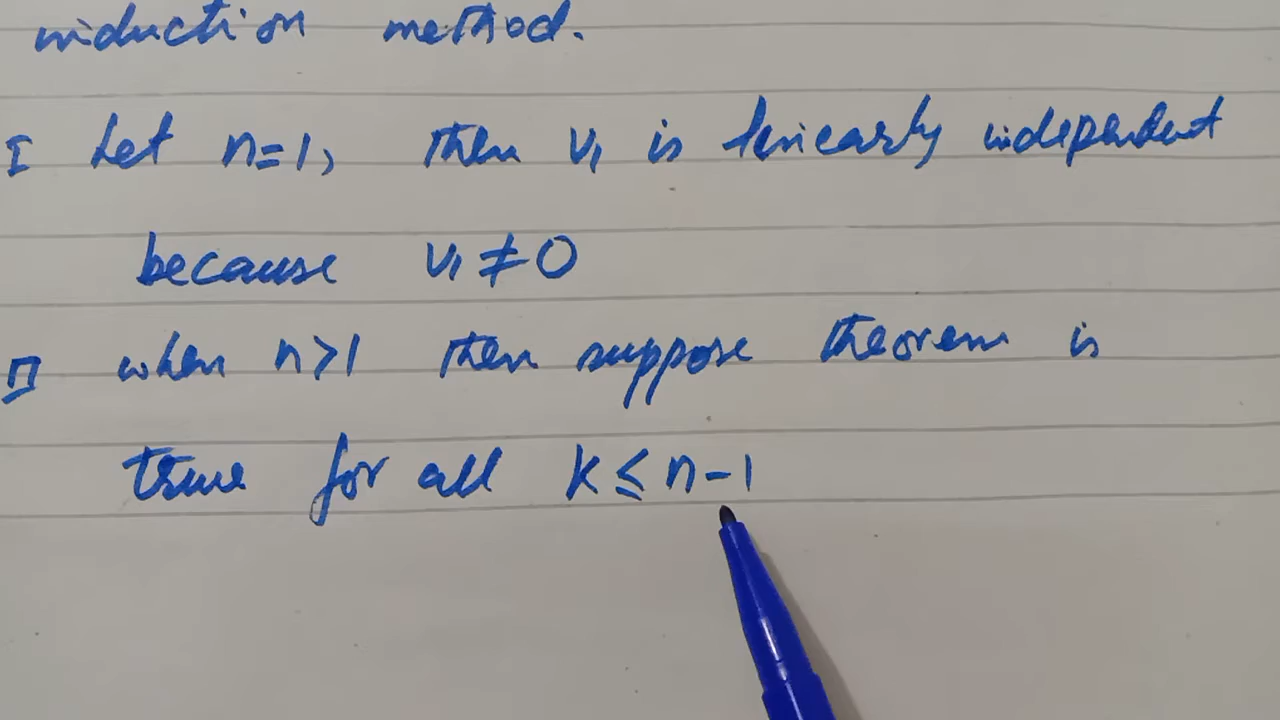 induction method.
I Let n=1, then v₁ is linearly independent
because v₁≠0
II when n>1 then suppose theorem is
true for all k≤n-1